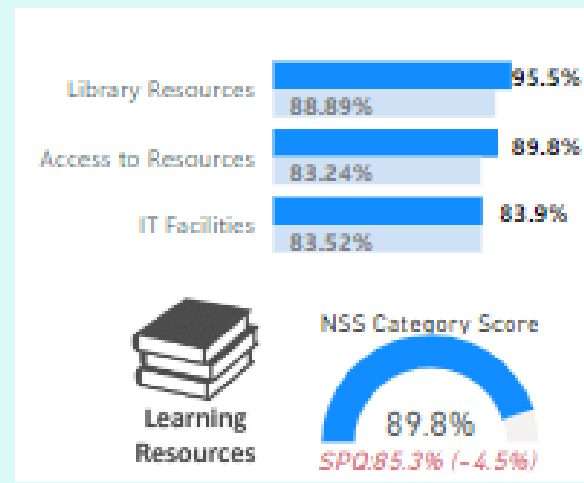 Library Resources
95.5%
88.89%
Access to Resources
89.8%
83.24%
IT Facilities
83.9%
83.52%
Learning
Resources
NSS Category Score
89.8%
SPQ:85.3% (-4.5%)